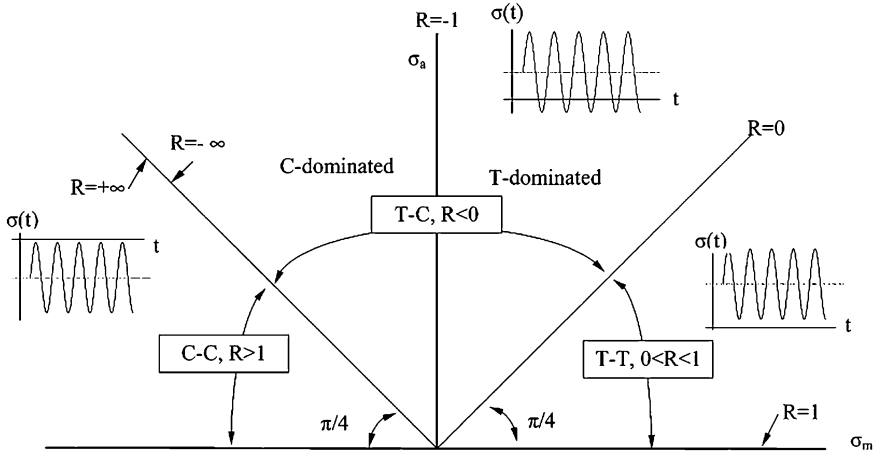 R=-1
σ(t)
σₐ
t
R=0
R=- ∞
C-dominated
T-dominated
R=+∞
T-C, R<0
σ(t)
t
σ(t)
C-C, R>1
T-T, 0<R<1
t
π/4
π/4
R=1
σₘ